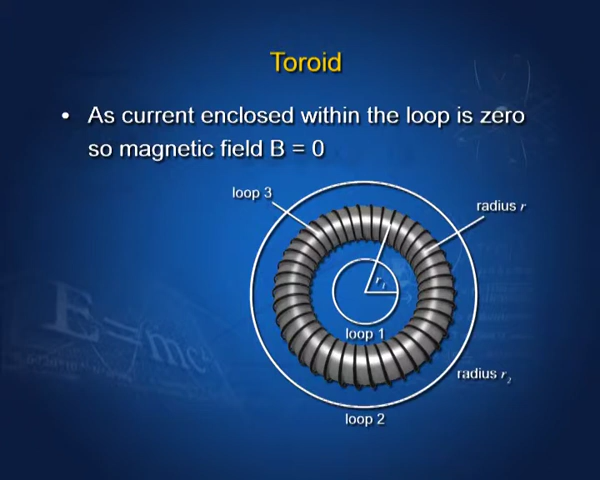 Toroid
• As current enclosed within the loop is zero
so magnetic field B = 0
loop 3
radius r
r₁
loop 1
radius r₂
loop 2
E=mc²